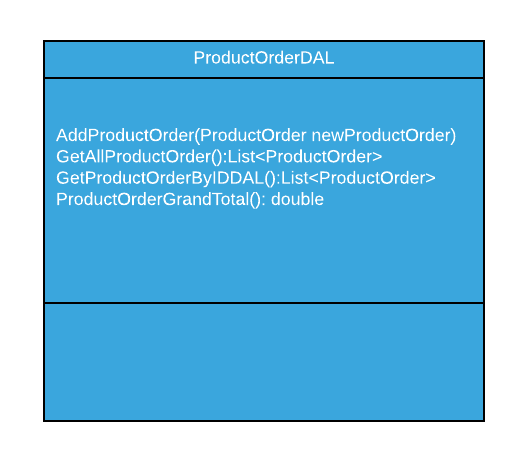 ProductOrderDAL
AddProductOrder(ProductOrder newProductOrder)
GetAllProductOrder():List<ProductOrder>
GetProductOrderByIDDAL():List<ProductOrder>
ProductOrderGrandTotal(): double